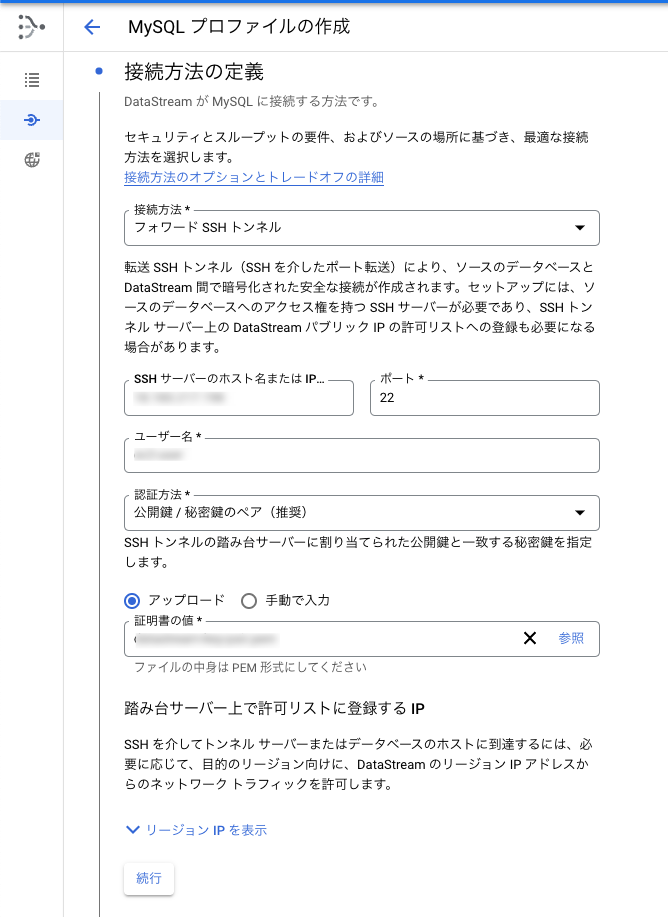 MySQL プロファイルの作成
接続方法の定義
DataStream が MySQL に接続する方法です。
セキュリティとスループットの要件、およびソースの場所に基づき、最適な接続
方法を選択します。
接続方法のオプションとトレードオフの詳細
接続方法 *
フォワード SSH トンネル
転送 SSH トンネル（SSH を介したポート転送）により、ソースのデータベースと
DataStream 間で暗号化された安全な接続が作成されます。セットアップには、ソ
ースのデータベースへのアクセス権を持つ SSH サーバーが必要であり、SSH トン
ネル サーバー上の DataStream パブリック IP の許可リストへの登録も必要になる
場合があります。
SSH サーバーのホスト名または IP...
ポート *
22
ユーザー名 *
認証方法 *
公開鍵 / 秘密鍵のペア（推奨）
SSH トンネルの踏み台サーバーに割り当てられた公開鍵と一致する秘密鍵を指定
します。
アップロード
手動で入力
証明書の値 *
参照
ファイルの中身は PEM 形式にしてください
踏み台サーバー上で許可リストに登録する IP
SSH を介してトンネル サーバーまたはデータベースのホストに到達するには、必
要に応じて、目的のリージョン向けに、DataStream のリージョン IP アドレスか
らのネットワーク トラフィックを許可します。
リージョン IP を表示
続行